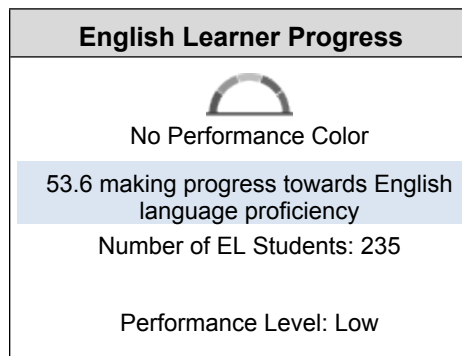 English Learner Progress
No Performance Color
53.6 making progress towards English
language proficiency
Number of EL Students: 235
Performance Level: Low